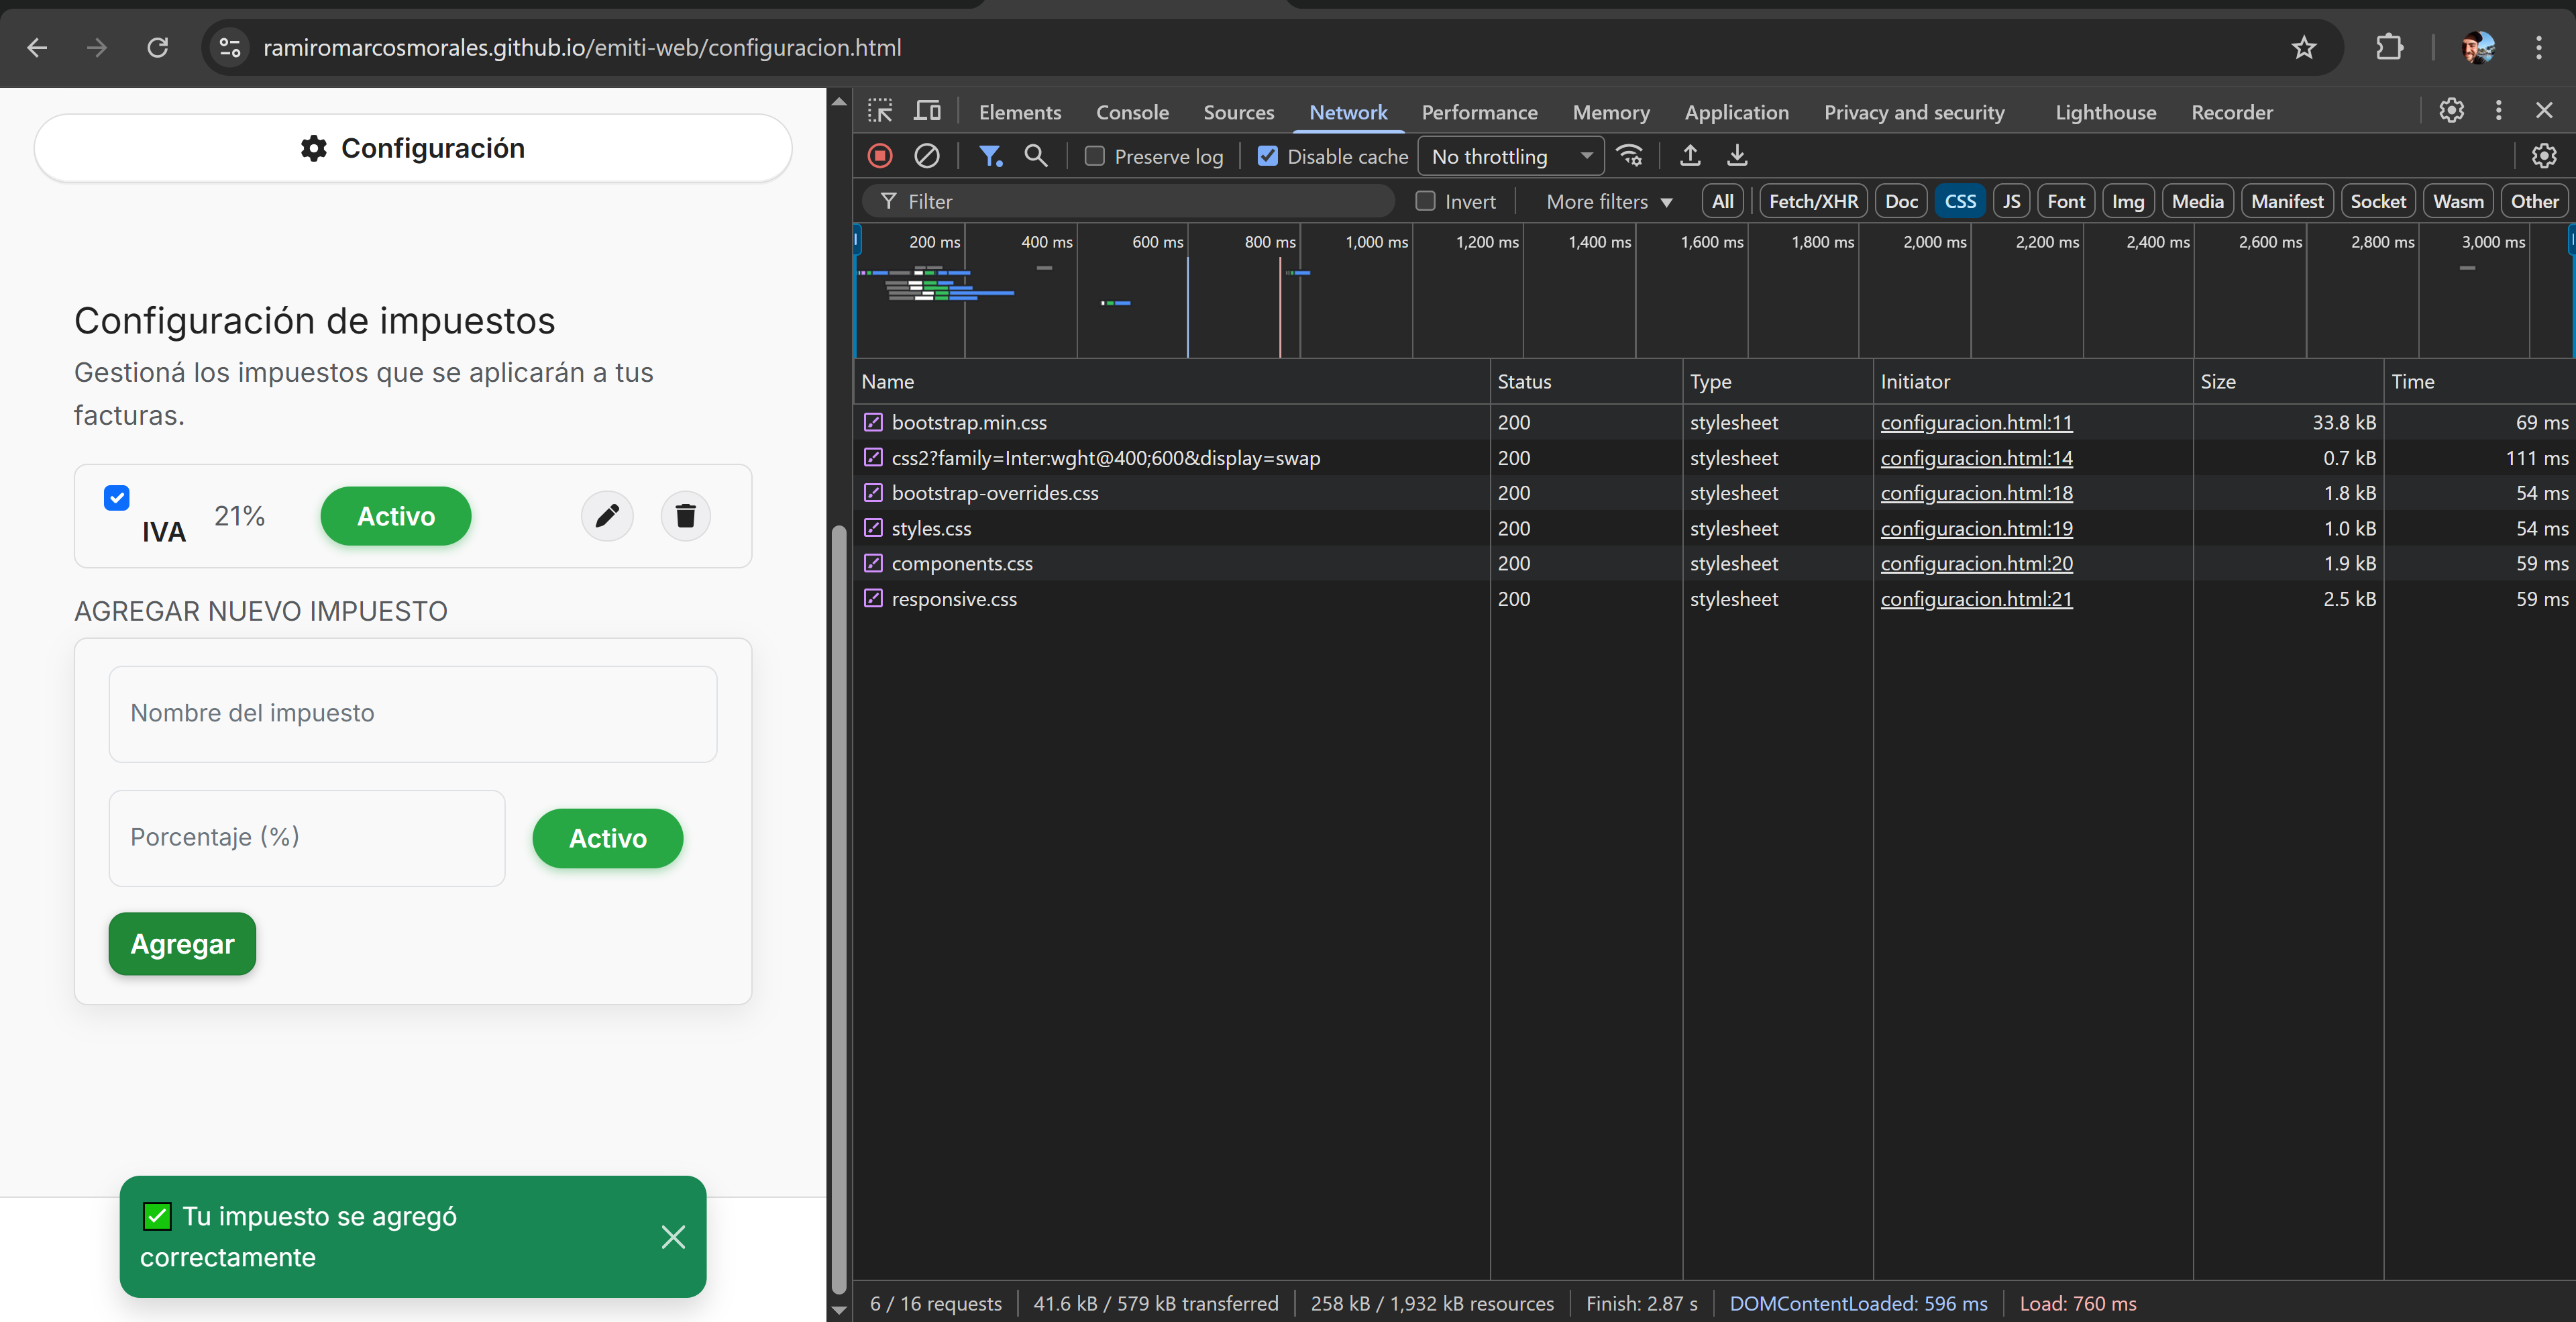 ramiromarcosmorales.github.io/emiti-web/configuracion.html
Configuración
Configuración de impuestos
Gestioná los impuestos que se aplicarán a tus
facturas.
IVA 21% Activo
AGREGAR NUEVO IMPUESTO
Nombre del impuesto
Porcentaje (%) Activo
Agregar
Tu impuesto se agregó
correctamente
Elements Console Sources Network Performance Memory Application Privacy and security Lighthouse Recorder
Preserve log Disable cache No throttling
Filter Invert More filters All Fetch/XHR Doc CSS JS Font Img Media Manifest Socket Wasm Other
200 ms 400 ms 600 ms 800 ms 1,000 ms 1,200 ms 1,400 ms 1,600 ms 1,800 ms 2,000 ms 2,200 ms 2,400 ms 2,600 ms 2,800 ms 3,000 ms
Name Status Type Initiator Size Time
bootstrap.min.css 200 stylesheet configuracion.html:11 33.8 kB 69 ms
css2?family=Inter:wght@400;600&display=swap 200 stylesheet configuracion.html:14 0.7 kB 111 ms
bootstrap-overrides.css 200 stylesheet configuracion.html:18 1.8 kB 54 ms
styles.css 200 stylesheet configuracion.html:19 1.0 kB 54 ms
components.css 200 stylesheet configuracion.html:20 1.9 kB 59 ms
responsive.css 200 stylesheet configuracion.html:21 2.5 kB 59 ms
6 / 16 requests 41.6 kB / 579 kB transferred 258 kB / 1,932 kB resources Finish: 2.87 s DOMContentLoaded: 596 ms Load: 760 ms